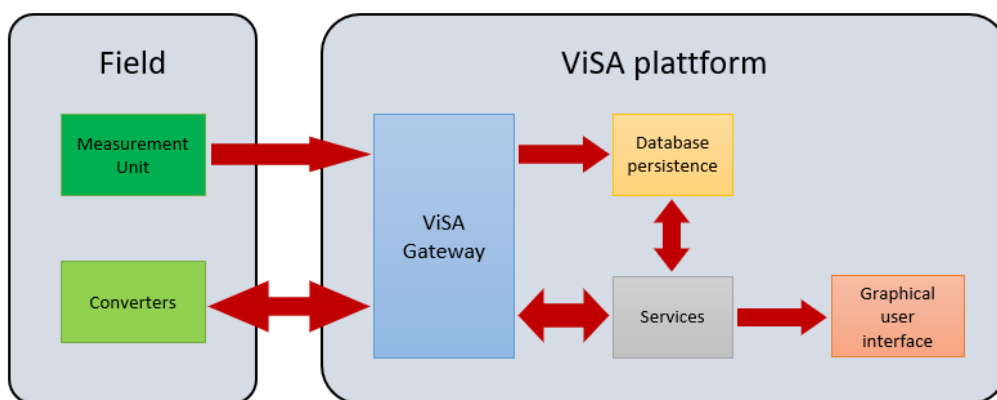 Field
ViSA plattform
Measurement
Unit
Database
persistence
ViSA
Gateway
Converters
Services
Graphical
user
interface